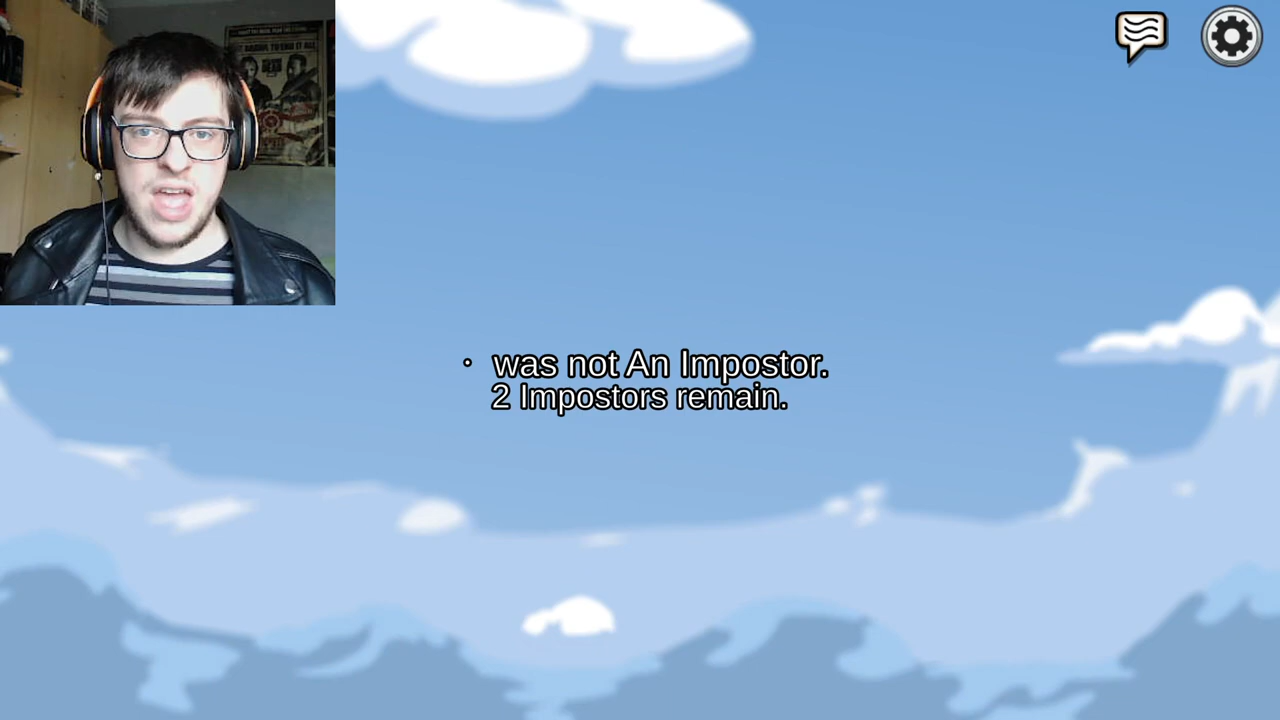 · was not An Impostor.
2 Impostors remain.